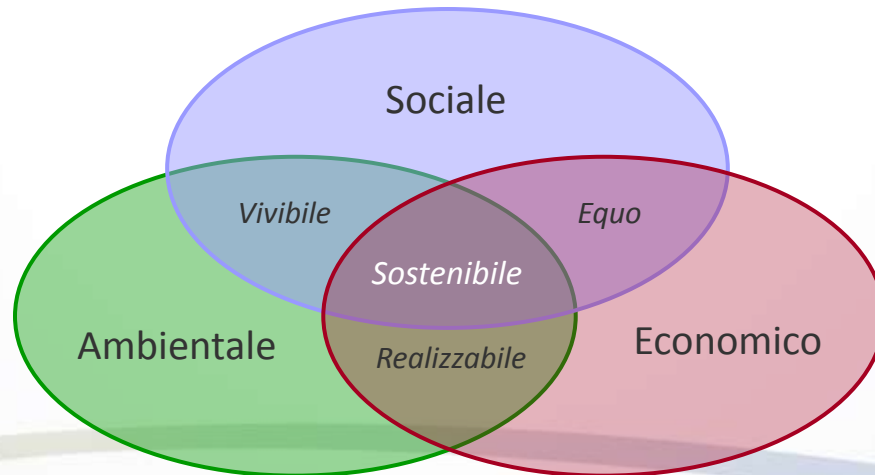 Sociale
Vivibile
Equo
Sostenibile
Ambientale
Economico
Realizzabile